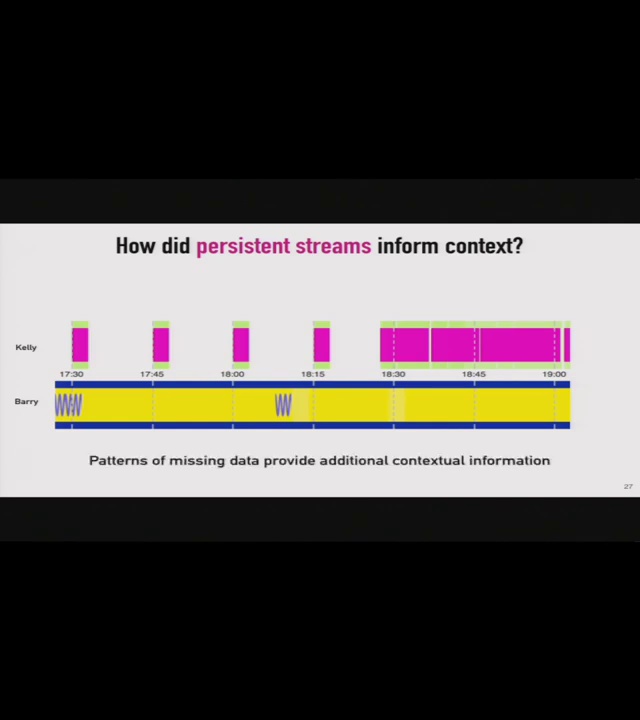 How did persistent streams inform context?
Kelly
17:30 17:45 18:00 18:15 18:30 18:45 19:00
Barry
Patterns of missing data provide additional contextual information
27